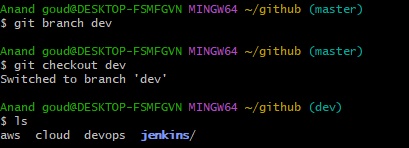 Anand goud@DESKTOP-FSMFGVN MINGW64 ~/github (master)
$ git branch dev
Anand goud@DESKTOP-FSMFGVN MINGW64 ~/github (master)
$ git checkout dev
Switched to branch 'dev'
Anand goud@DESKTOP-FSMFGVN MINGW64 ~/github (dev)
$ ls
aws  cloud  devops  jenkins/